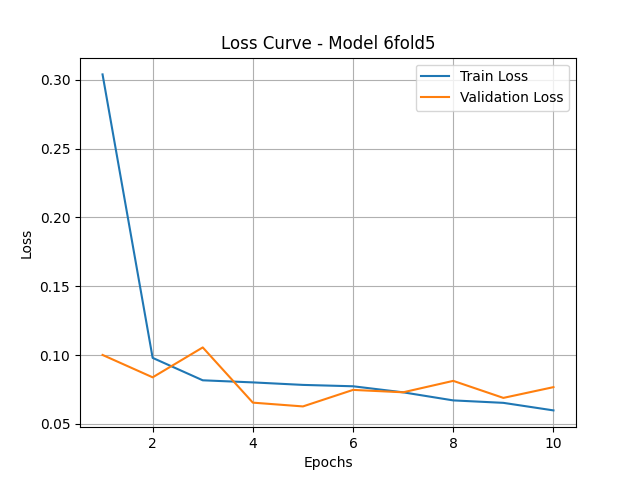 Loss Curve - Model 6fold5
Train Loss
Validation Loss
0.30
0.25
0.20
0.15
0.10
0.05
Loss
2 4 6 8 10
Epochs